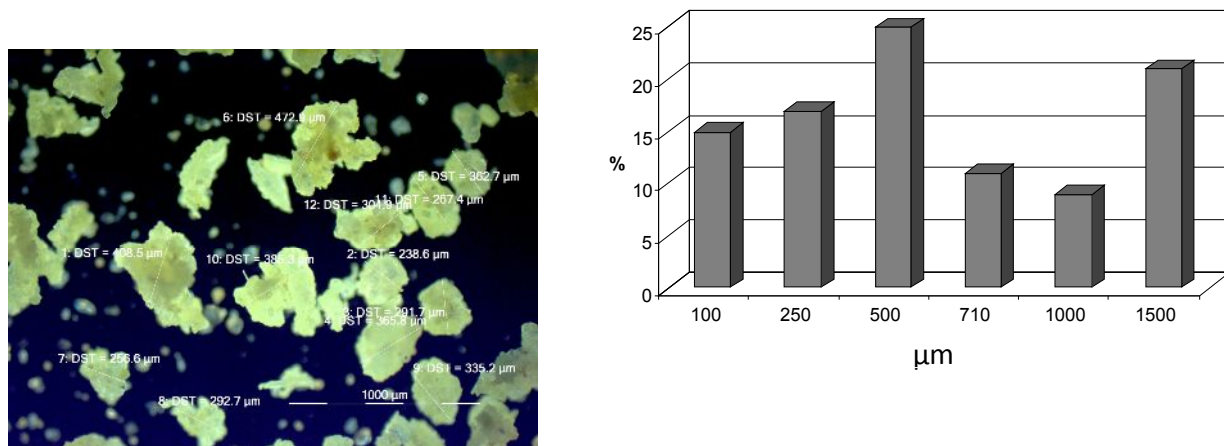 6: DST = 472.9 µm
5: DST = 362.7 µm
11: DST = 267.4 µm
12: DST = 301.9 µm
1: DST = 408.5 µm
10: DST = 385.3 µm
2: DST = 238.6 µm
3: DST = 291.7 µm
4: DST = 365.8 µm
7: DST = 256.6 µm
9: DST = 335.2 µm
8: DST = 292.7 µm
1000 µm
25
20
15
%
10
5
0
100 250 500 710 1000 1500
µm